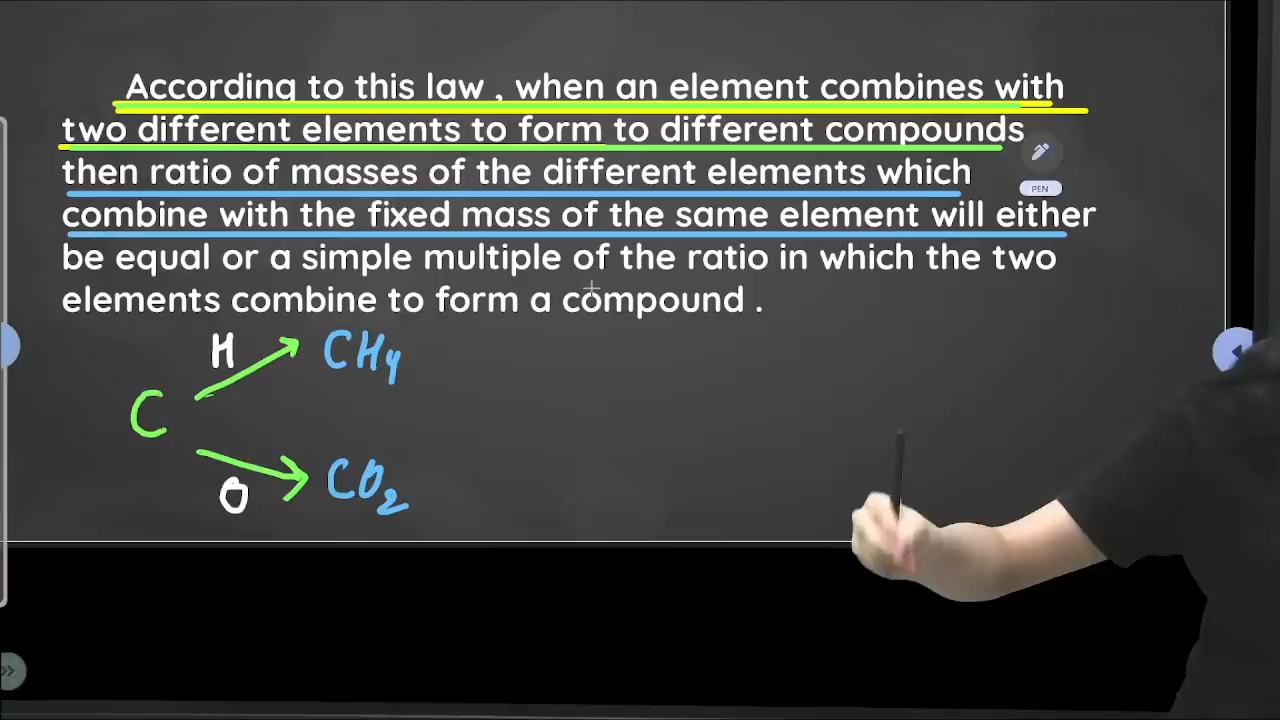 According to this law , when an element combines with
two different elements to form to different compounds
PEN
then ratio of masses of the different elements which
combine with the fixed mass of the same element will either
be equal or a simple multiple of the ratio in which the two
elements combine to form a compound .
H
CH4
C
O
CO2